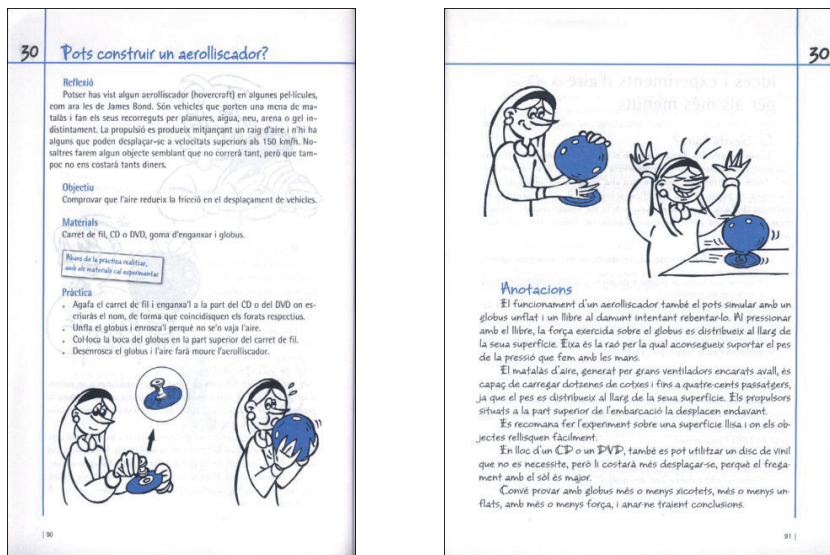 30
Pots construir un aerolliscador?
Reflexió
Potser has vist algun aerolliscador (hovercraft) en algunes pel·lícules,
com ara les de James Bond. Són vehicles que porten una mena de ma-
talàs i fan els seus recorreguts per planures, aigua, neu, arena o gel in-
distintament. La propulsió es produeix mitjançant un raig d'aire i n'hi ha
alguns que poden desplaçar-se a velocitats superiors als 150 km/h. No-
saltres farem algun objecte semblant que no correrà tant, però que tam-
poc no ens costarà tants diners.
Objectiu
Comprovar que l'aire redueix la fricció en el desplaçament de vehicles.
Materials
Carret de fil, CD o DVD, goma d'enganxar i globus.
Abans de la pràctica realitzar,
amb els materials cal experimentar
Pràctica
. Agafa el carret de fil i enganxa'l a la part del CD o del DVD on es-
criuràs el nom, de forma que coincidisquen els forats respectius.
. Unfla el globus i enrosca'l perquè no se'n vaja l'aire.
. Col·loca la boca del globus en la part superior del carret de fil.
. Desenrosca el globus i l'aire farà moure l'aerolliscador.
| 90
30
Anotacions
El funcionament d'un aerolliscador també el pots simular amb un
globus unflat i un llibre al damunt intentant rebentar-lo. Al pressionar
amb el llibre, la força exercida sobre el globus es distribueix al llarg de
la seua superfície. Eixa és la raó per la qual aconsegueix suportar el pes
de la pressió que fem amb les mans.
El matalàs d'aire, generat per grans ventiladors encarats avall, és
capaç de carregar dotzenes de cotxes i fins a quatre-cents passatgers,
ja que el pes es distribueix al llarg de la seua superfície. Els propulsors
situats a la part superior de l'embarcació la desplacen endavant.
Es recomana fer l'experiment sobre una superfície llisa i on els ob-
jectes rellisquen fàcilment.
En lloc d'un CD o un DVD, també es pot utilitzar un disc de vinil
que no es necessite, però li costarà més desplaçar-se, perquè el frega-
ment amb el sòl és major.
Convé provar amb globus més o menys xicotets, més o menys un-
flats, amb més o menys força, i anar-ne traient conclusions.
91 |